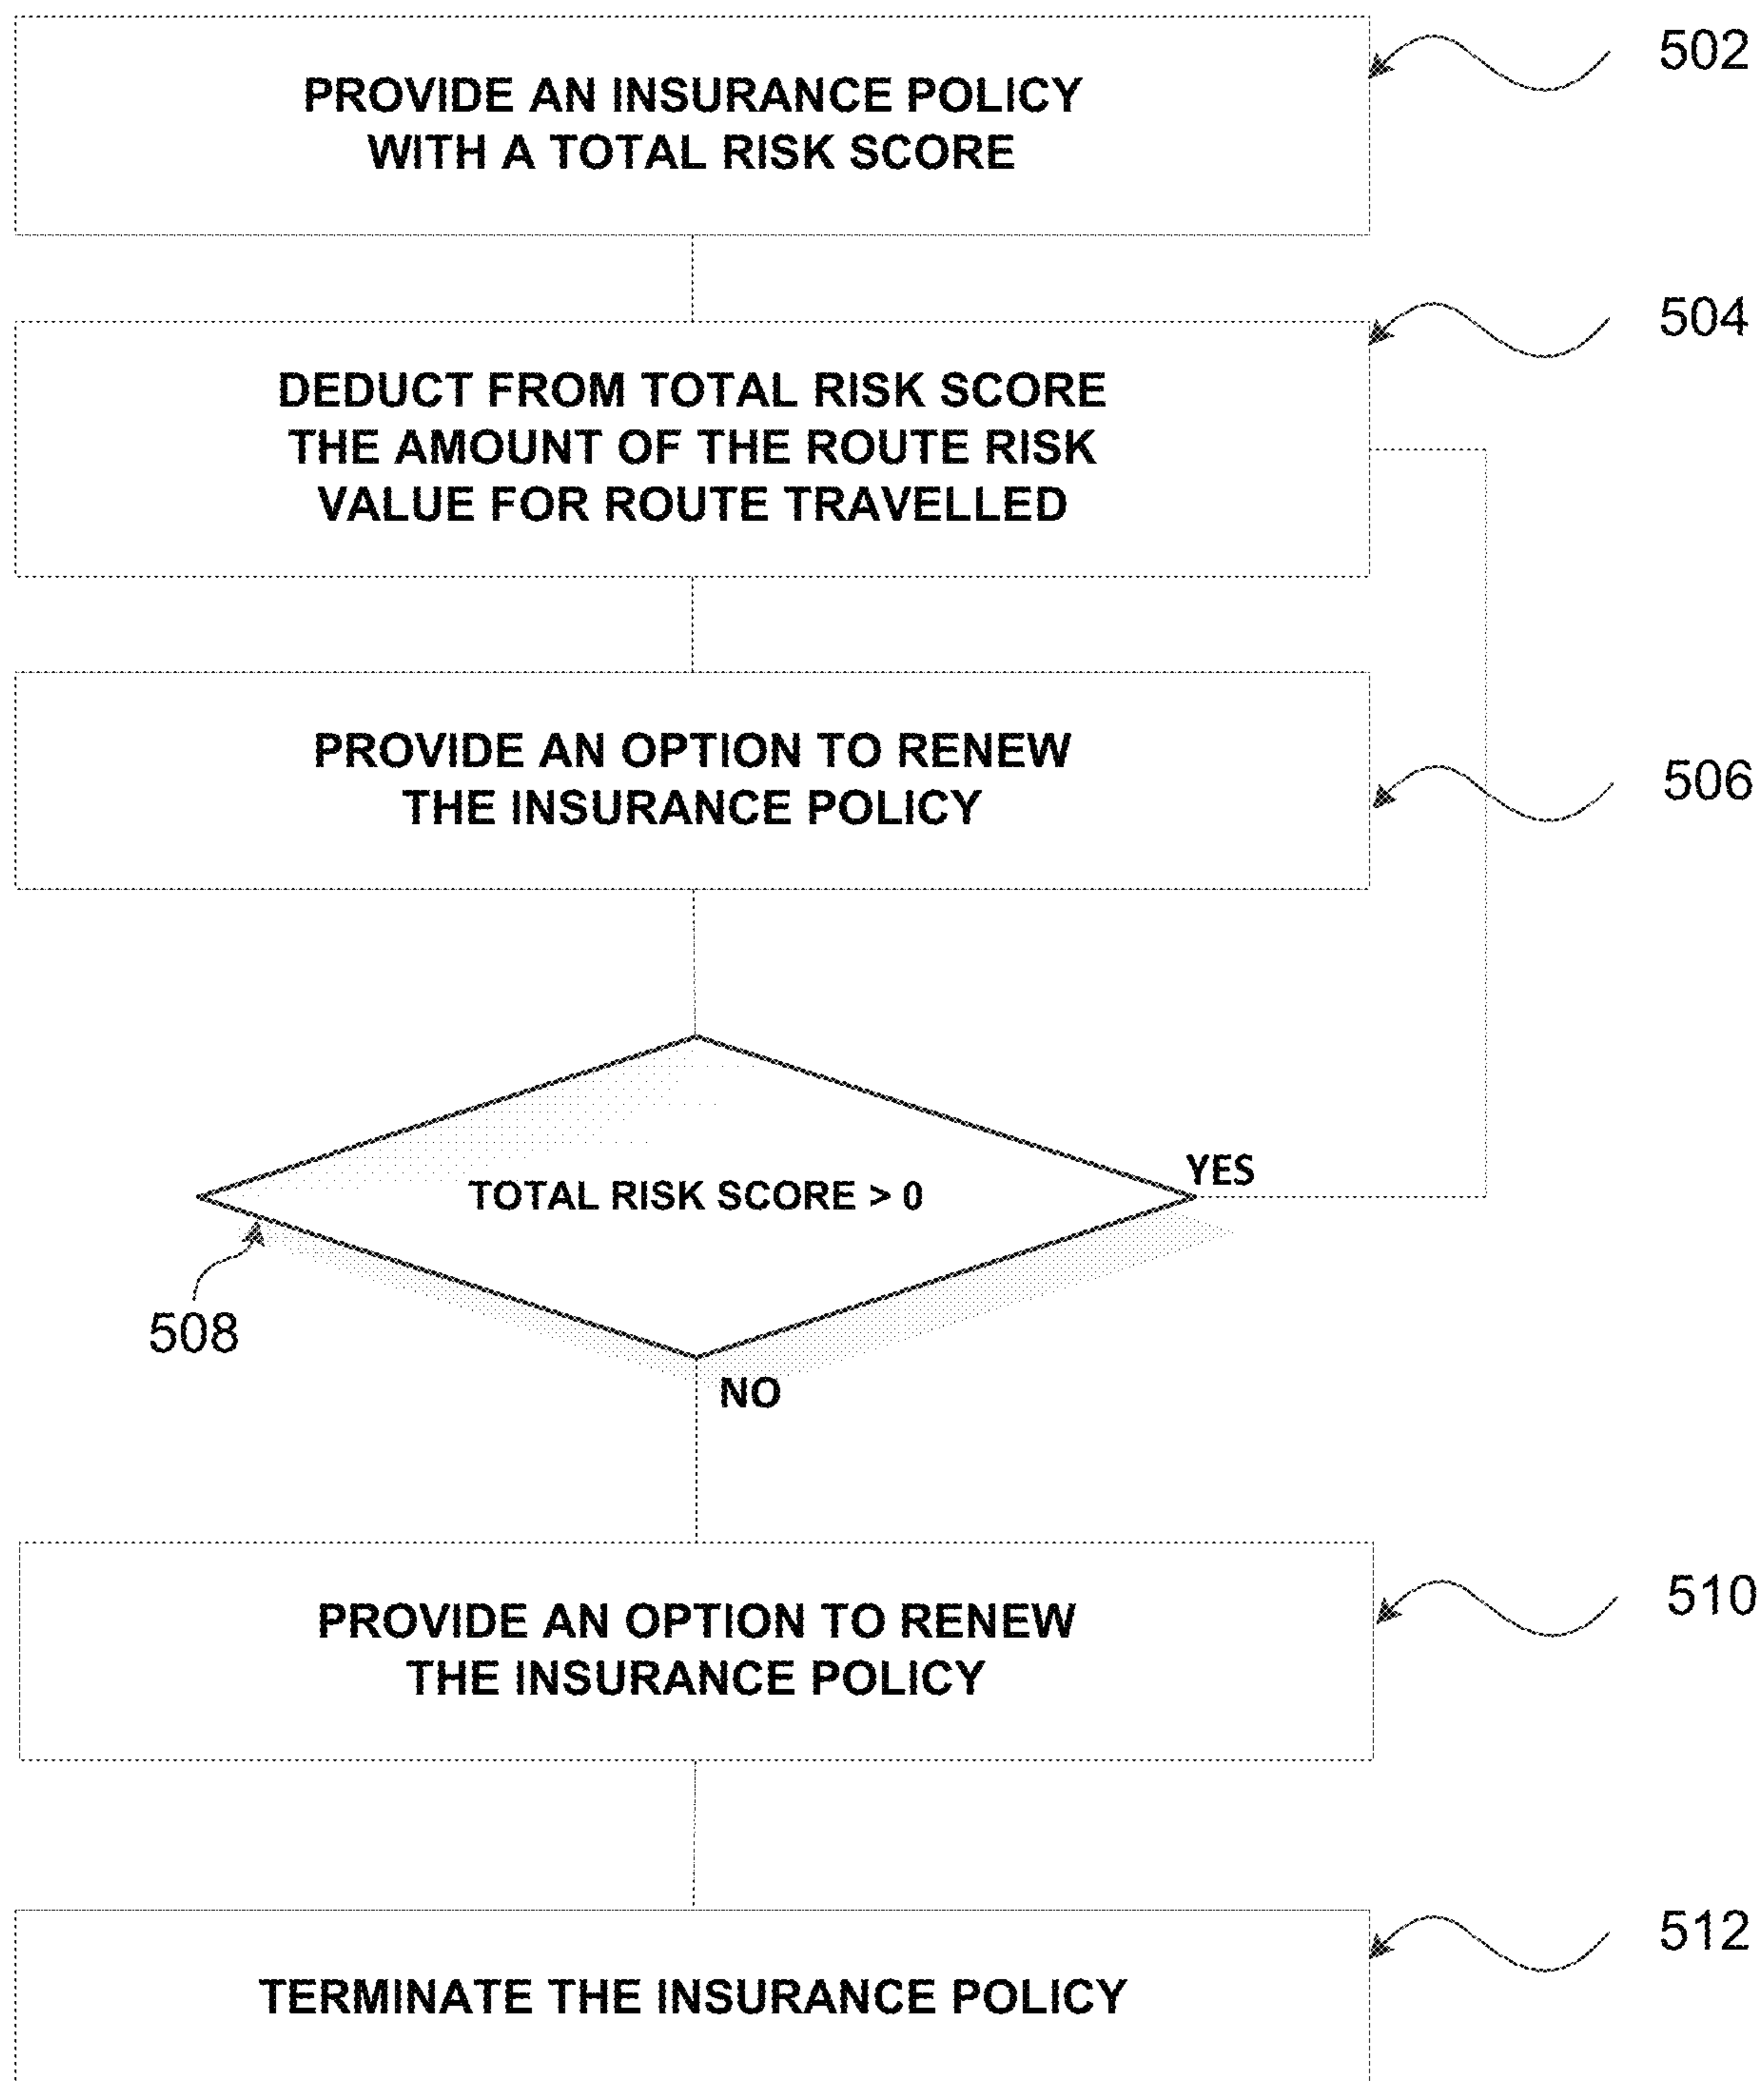 PROVIDE AN INSURANCE POLICY
WITH A TOTAL RISK SCORE
502
DEDUCT FROM TOTAL RISK SCORE
THE AMOUNT OF THE ROUTE RISK
VALUE FOR ROUTE TRAVELLED
504
PROVIDE AN OPTION TO RENEW
THE INSURANCE POLICY
506
TOTAL RISK SCORE > 0
YES
508
NO
PROVIDE AN OPTION TO RENEW
THE INSURANCE POLICY
510
TERMINATE THE INSURANCE POLICY
512